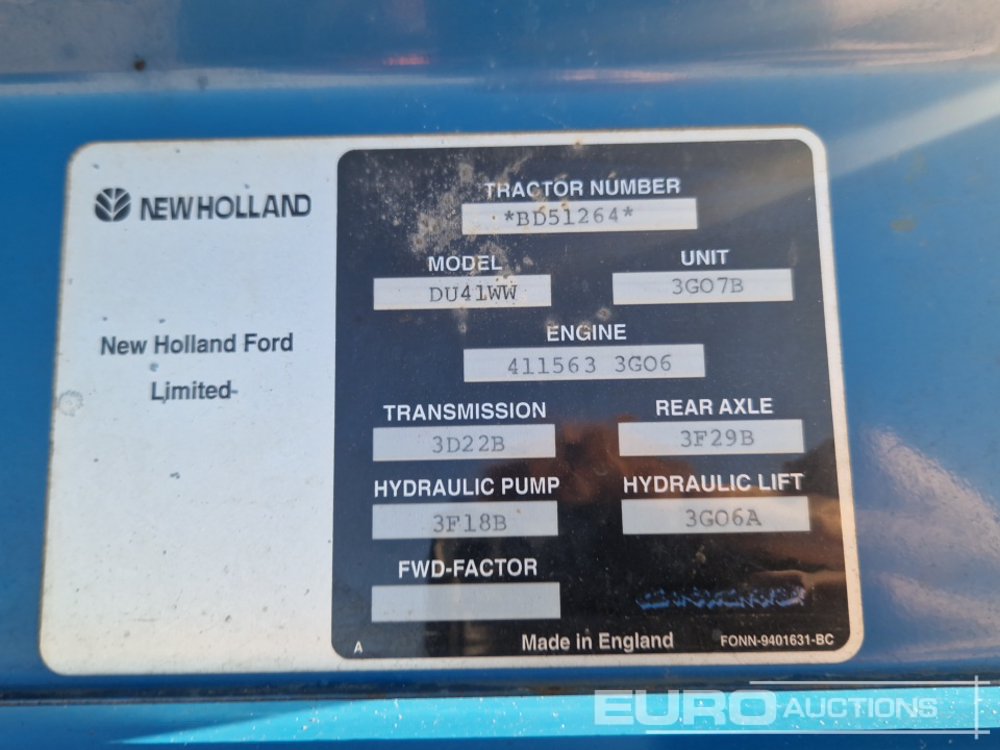 NEW HOLLAND
New Holland Ford
Limited
TRACTOR NUMBER
*BD51264*
MODEL
UNIT
DU41WW
3G07B
ENGINE
411563 3G06
TRANSMISSION
REAR AXLE
3D22B
3F29B
HYDRAULIC PUMP
HYDRAULIC LIFT
3F18B
3G06A
FWD-FACTOR
A
Made in England
FONN-9401631-BC
EURO AUCTIONS